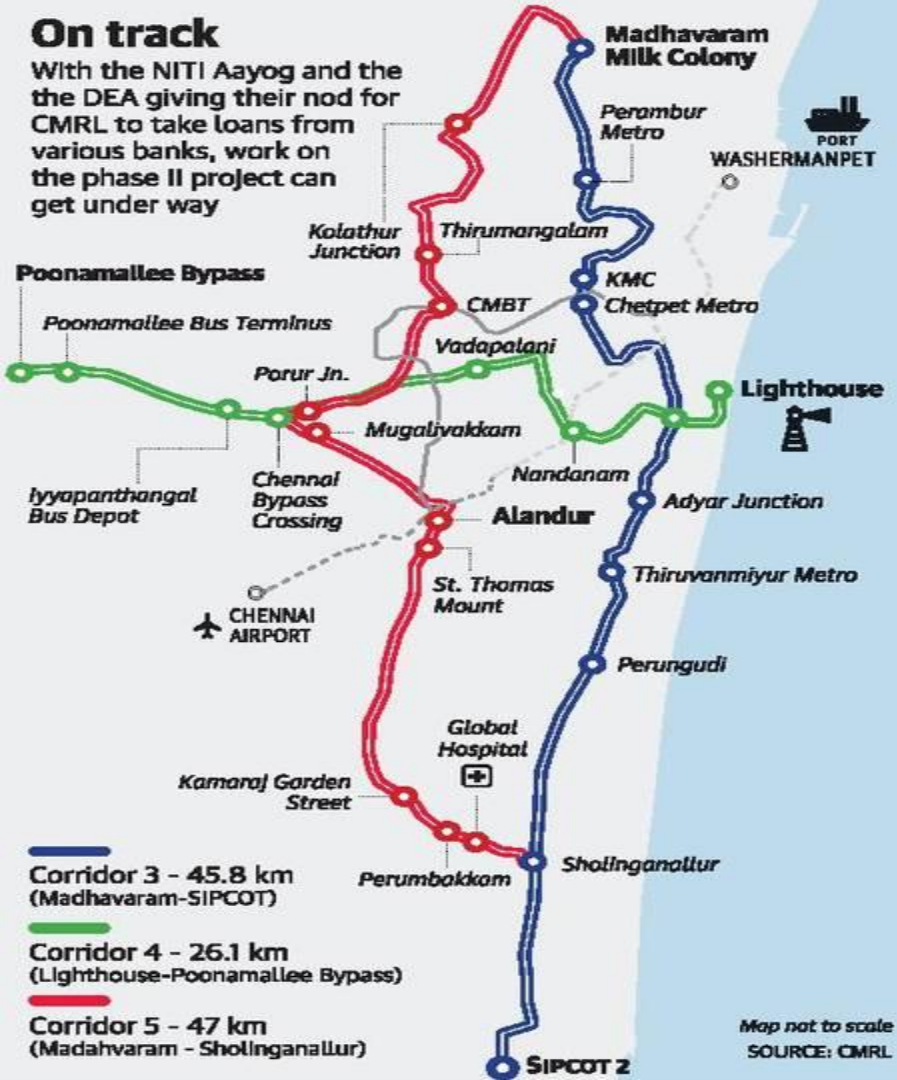 On track
With the NITI Aayog and the
the DEA giving their nod for
CMRL to take loans from
various banks, work on
the phase II project can
get under way
Madhavaram
Milk Colony
Perambur
Metro
PORT
WASHERMANPET
Kolathur
Junction
Thirumangalam
Poonamallee Bypass
KMC
CMBT
Chetpet Metro
Poonamallee Bus Terminus
Vadapalani
Porur Jn.
Lighthouse
Mugalivakkam
Nandanam
Iyyapanthangal
Bus Depot
Chennai
Bypass
Crossing
Adyar Junction
Alandur
Thiruvanmiyur Metro
St. Thomas
Mount
CHENNAI
AIRPORT
Perungudi
Global
Hospital
Kamaraj Garden
Street
Perumbakkam
Sholinganallur
Corridor 3 - 45.8 km
(Madhavaram-SIPCOT)
Corridor 4 - 26.1 km
(Lighthouse-Poonamallee Bypass)
Corridor 5 - 47 km
(Madahvaram - Sholinganallur)
SIPCOT 2
Map not to scale
SOURCE: CMRL